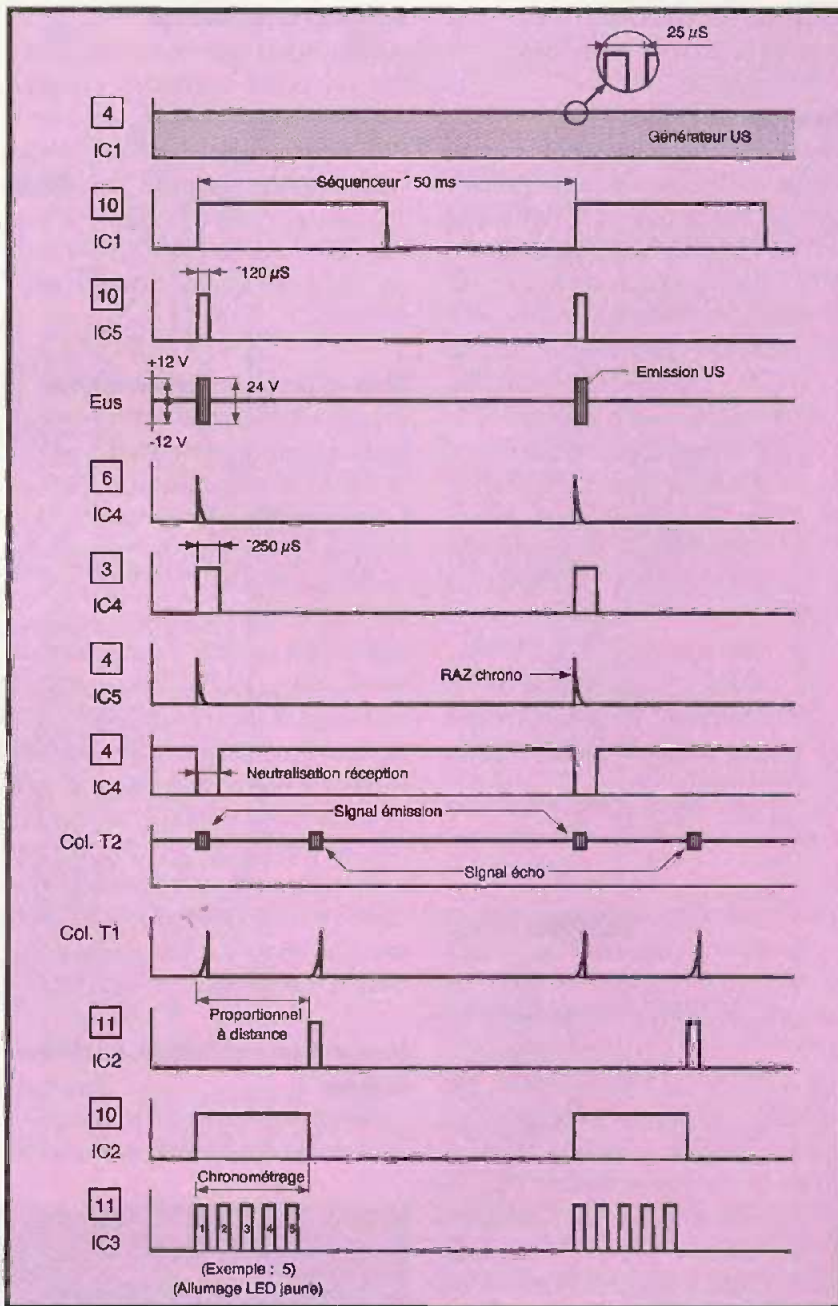 25 µS
4
IC1
Générateur US
Séquenceur ~ 50 ms
10
IC1
~120 µS
10
IC5
+12 V
24 V
Emission US
Eus
-12 V
6
IC4
~250 µS
3
IC4
4
RAZ chrono
IC5
4
Neutralisation réception
IC4
Signal émission
Col. T2
Signal écho
Col. T1
Proportionnel
à distance
11
IC2
10
IC2
Chronométrage
11
1 2 3 4 5
IC3
(Exemple : 5)
(Allumage LED jaune)